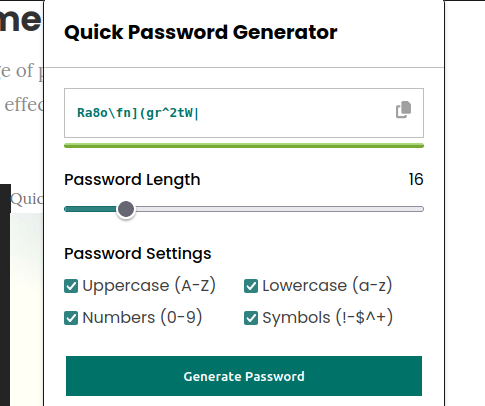 me
Quick Password Generator
e of p
effec
Ra8o\fn](gr^2tW|
Password Length 16
Quic
Password Settings
Uppercase (A-Z) Lowercase (a-z)
Numbers (0-9) Symbols (!-$^+)
Generate Password